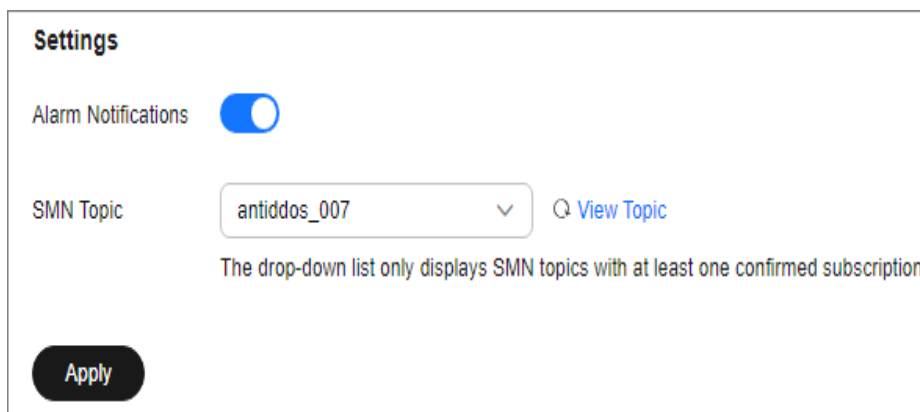 Settings
Alarm Notifications
SMN Topic
antiddos_007
View Topic
The drop-down list only displays SMN topics with at least one confirmed subscription
Apply